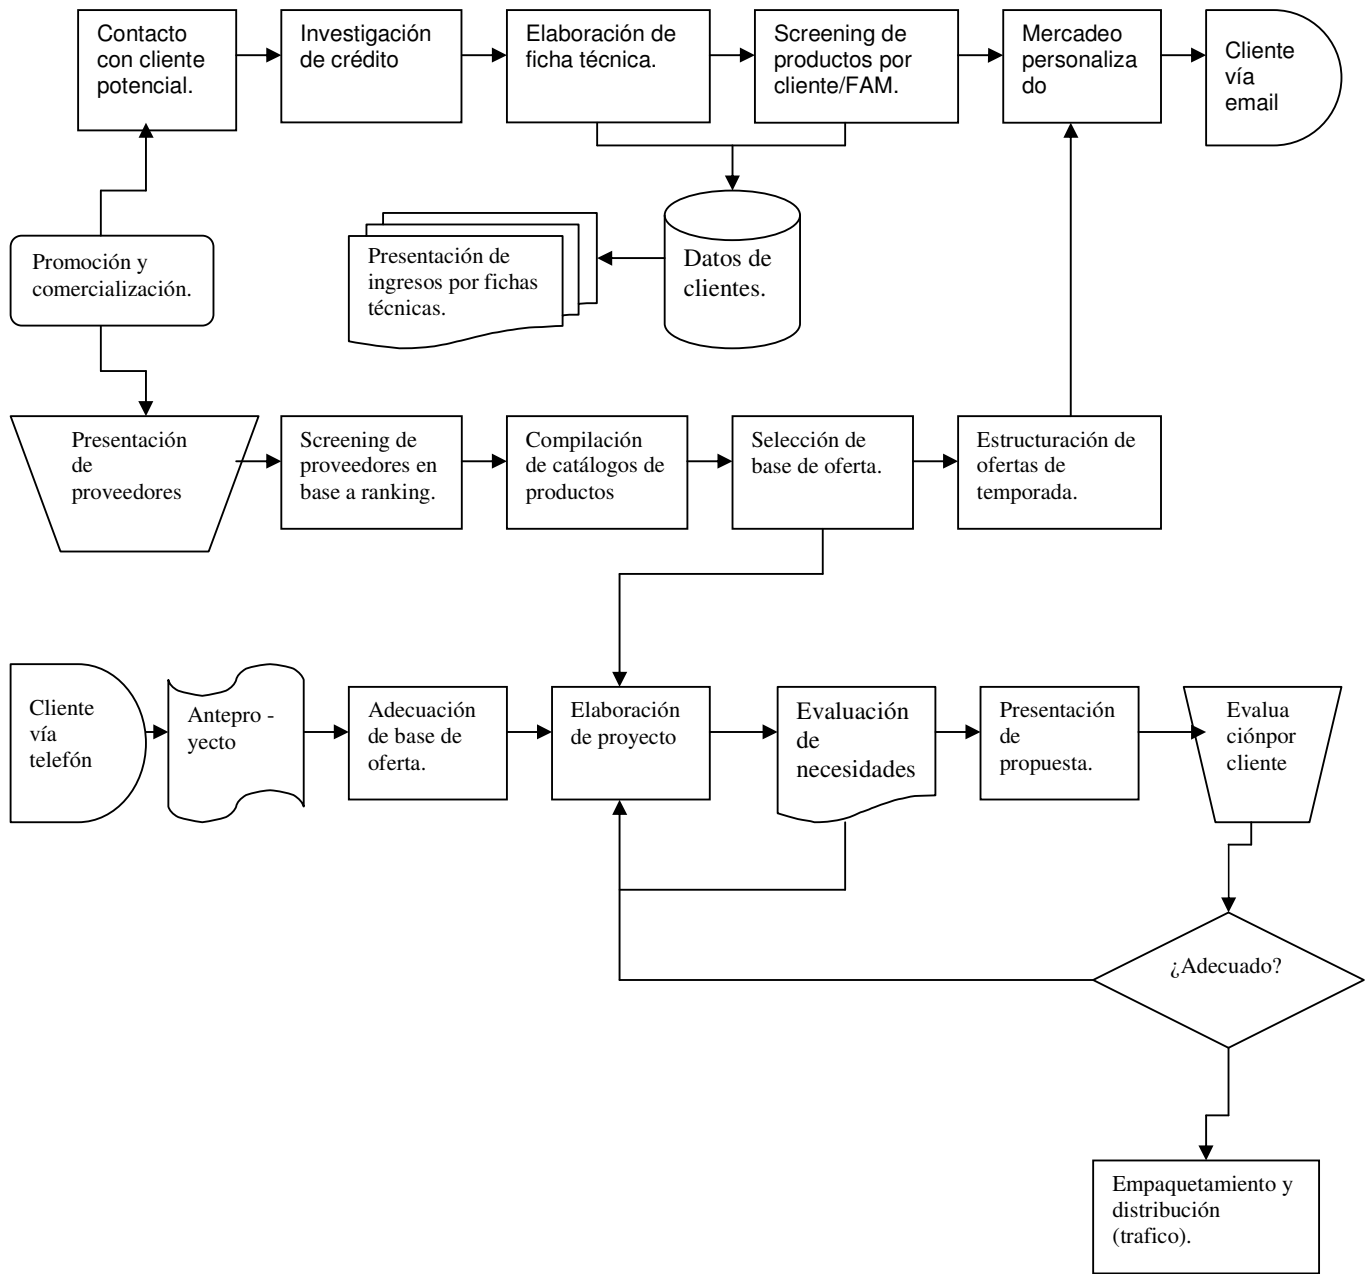 Contacto
con cliente
potencial.
Investigación
de crédito
Elaboración de
ficha técnica.
Screening de
productos por
cliente/FAM.
Mercadeo
personaliza
do
Cliente
vía
email
Promoción y
comercialización.
Presentación de
ingresos por fichas
técnicas.
Datos de
clientes.
Presentación
de
proveedores
Screening de
proveedores en
base a ranking.
Compilación
de catálogos de
productos
Selección de
base de oferta.
Estructuración de
ofertas de
temporada.
Cliente
vía
telefón
Antepro -
yecto
Adecuación
de base de
oferta.
Elaboración
de proyecto
Evaluación
de
necesidades
Presentación
de
propuesta.
Evalua
ciónpor
cliente
¿Adecuado?
Empaquetamiento y
distribución
(trafico).